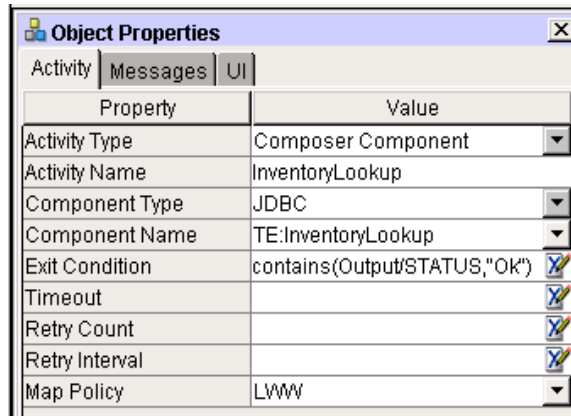 Object Properties
Activity Messages UI
Property Value
Activity Type Composer Component
Activity Name InventoryLookup
Component Type JDBC
Component Name TE:InventoryLookup
Exit Condition contains(Output/STATUS,"Ok")
Timeout
Retry Count
Retry Interval
Map Policy LWW